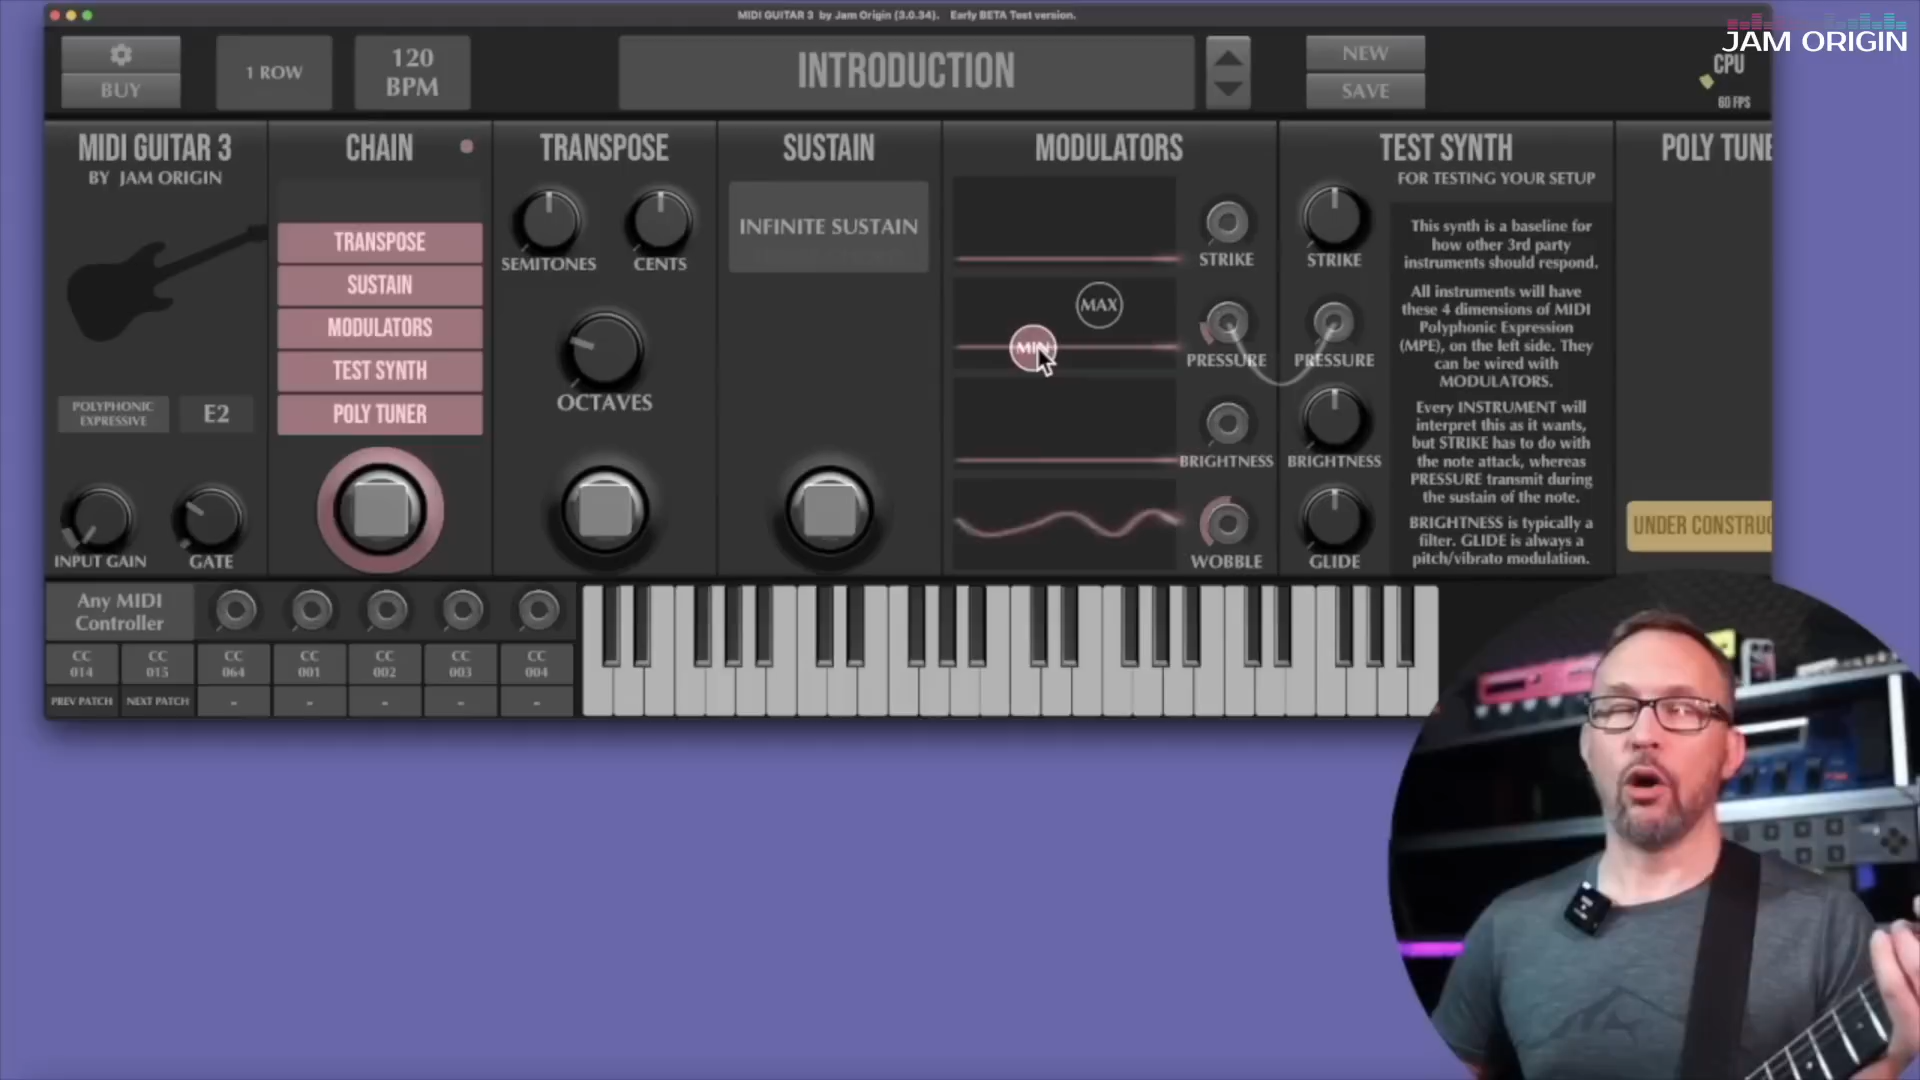 MIDI GUITAR 3 by Jam Origin (3.0.34). Early BETA Test version.
JAM ORIGIN
BUY
1 ROW
120
BPM
INTRODUCTION
NEW
SAVE
CPU
60 FPS
MIDI GUITAR 3
BY JAM ORIGIN
POLYPHONIC
EXPRESSIVE
E2
INPUT GAIN
GATE
CHAIN
TRANSPOSE
SUSTAIN
MODULATORS
TEST SYNTH
POLY TUNER
TRANSPOSE
SEMITONES
CENTS
OCTAVES
SUSTAIN
INFINITE SUSTAIN
MODULATORS
STRIKE
MAX
MIN
PRESSURE
BRIGHTNESS
WOBBLE
TEST SYNTH
FOR TESTING YOUR SETUP
STRIKE
PRESSURE
BRIGHTNESS
GLIDE
This synth is a baseline for
how other 3rd party
instruments should respond.
All instruments will have
these 4 dimensions of MIDI
Polyphonic Expression
(MPE), on the left side. They
can be wired with
MODULATORS.
Every INSTRUMENT will
interpret this as it wants,
but STRIKE has to do with
the note attack, whereas
PRESSURE transmit during
the sustain of the note.
BRIGHTNESS is typically a
filter. GLIDE is always a
pitch/vibrato modulation.
POLY TUNE
UNDER CONSTRUC
Any MIDI
Controller
CC
014
CC
015
CC
064
CC
001
CC
002
CC
003
CC
004
PREV PATCH
NEXT PATCH
-
-
-
-
-